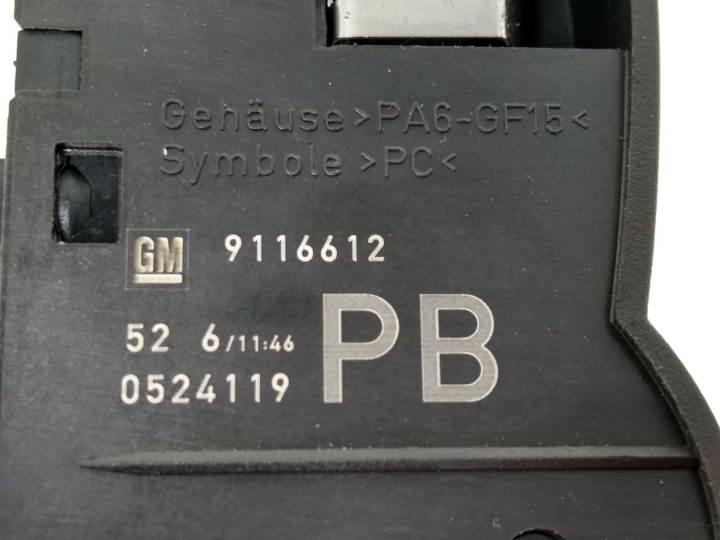 Gehäuse >PA6-GF15<
Symbole >PC<
GM 9116612
52 6/11:46
0524119
PB